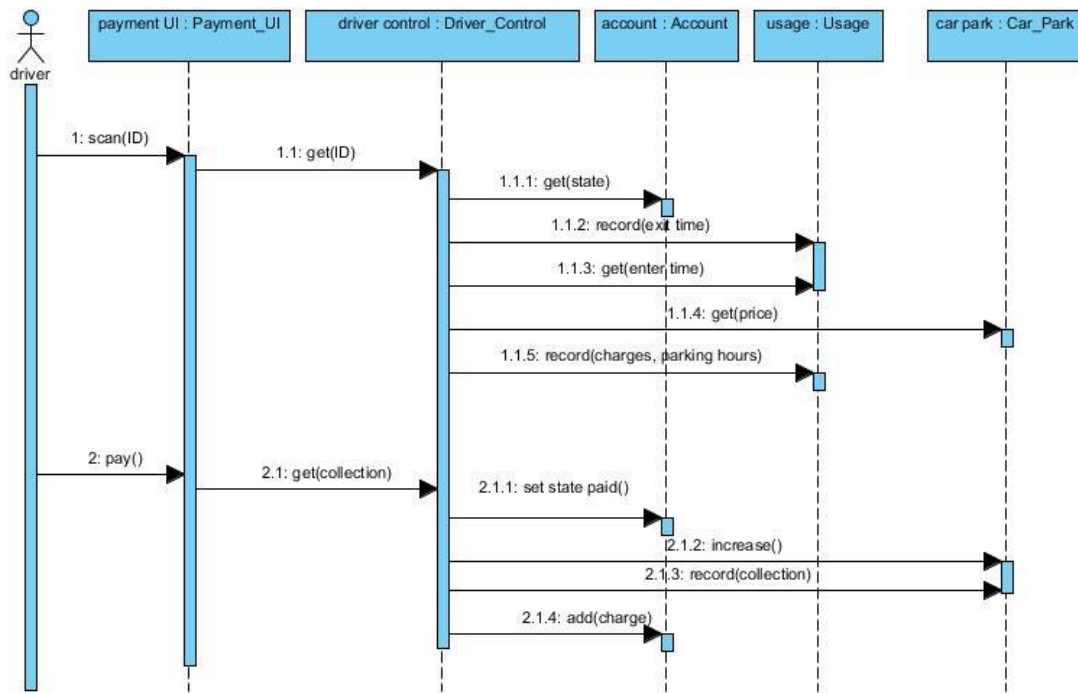 payment UI : Payment_UI
driver control : Driver_Control
account : Account
usage : Usage
car park : Car_Park
driver
1: scan(ID)
1.1: get(ID)
1.1.1: get(state)
1.1.2: record(exit time)
1.1.3: get(enter time)
1.1.4: get(price)
1.1.5: record(charges, parking hours)
2: pay()
2.1: get(collection)
2.1.1: set state paid()
2.1.2: increase()
2.1.3: record(collection)
2.1.4: add(charge)